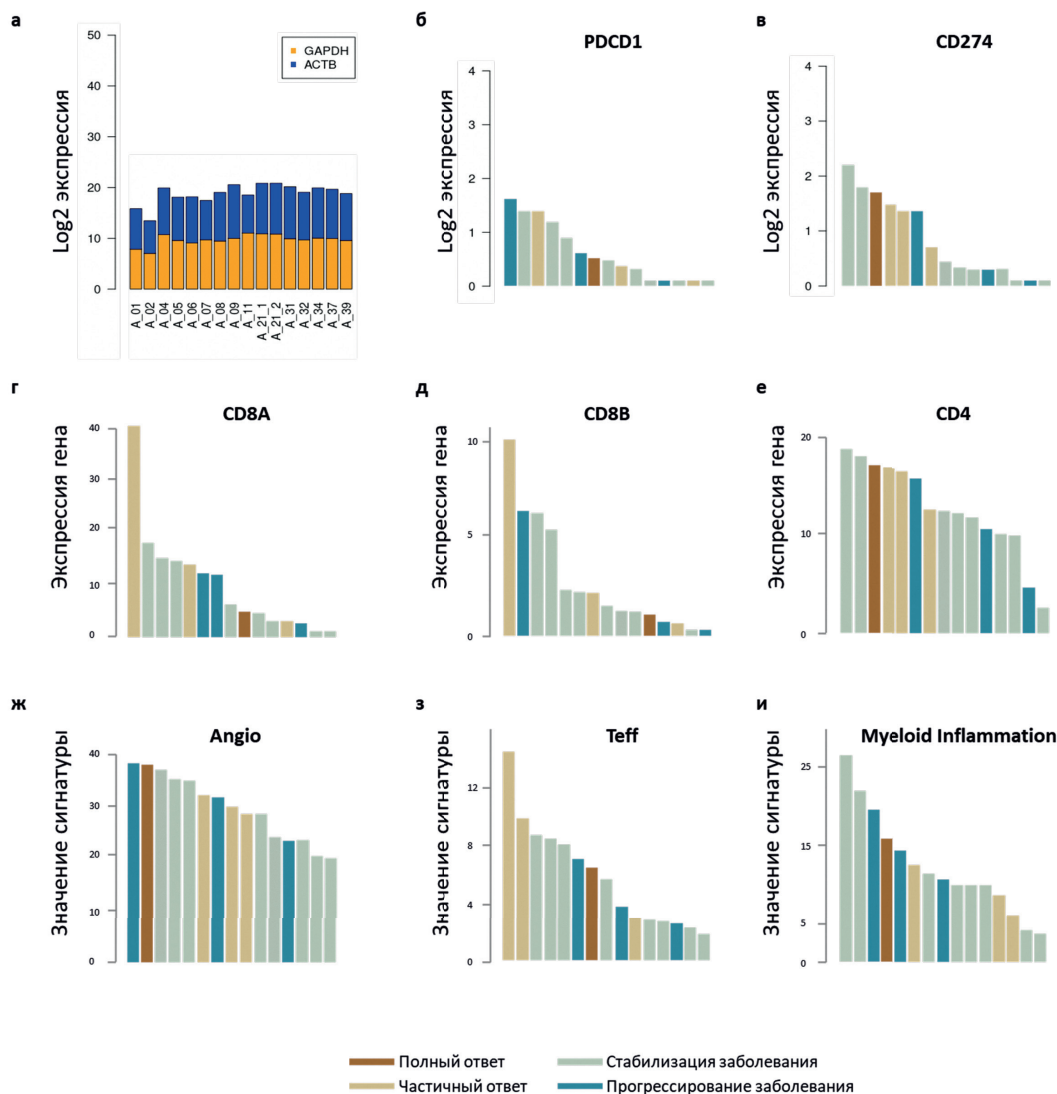 а
50
40
30
20
10
0
Log2 экспрессия
GAPDH
ACTB
A_01
A_02
A_04
A_05
A_06
A_07
A_08
A_09
A_11
A_21_1
A_21_2
A_31
A_32
A_34
A_37
A_39
б
PDCD1
Log2 экспрессия
4
3
2
1
0
в
CD274
Log2 экспрессия
4
3
2
1
0
г
CD8A
Экспрессия гена
40
30
20
10
0
д
CD8B
Экспрессия гена
10
5
0
е
CD4
Экспрессия гена
20
10
0
ж
Angio
Значение сигнатуры
40
30
20
10
0
з
Teff
Значение сигнатуры
12
8
4
0
и
Myeloid Inflammation
Значение сигнатуры
25
15
5
0
Полный ответ
Стабилизация заболевания
Частичный ответ
Прогрессирование заболевания